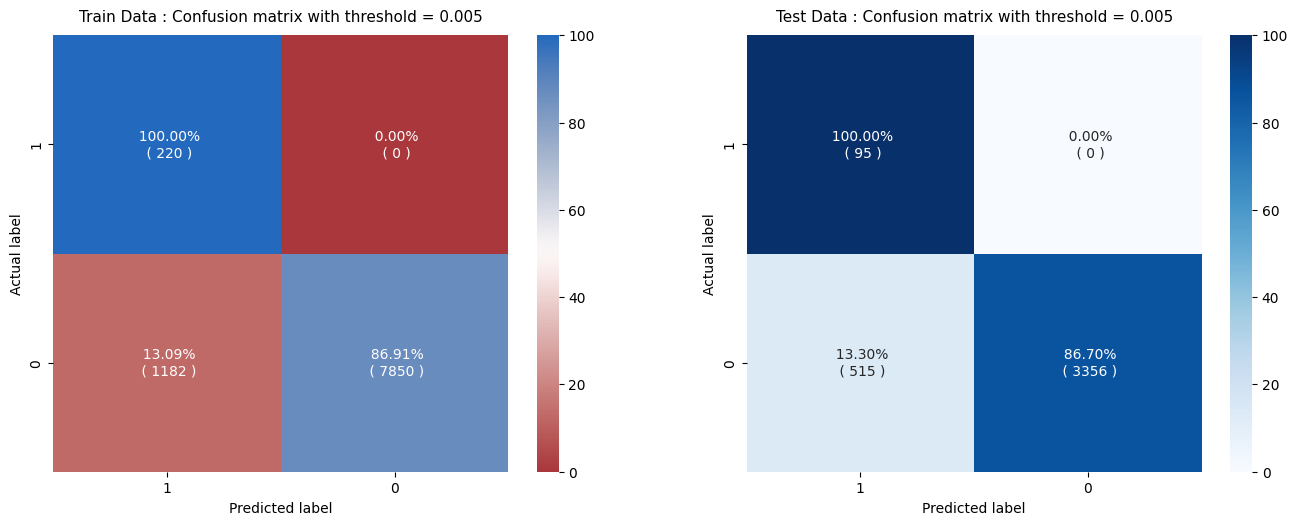 Train Data : Confusion matrix with threshold = 0.005
Actual label
1
0
100.00%
( 220 )
0.00%
( 0 )
13.09%
( 1182 )
86.91%
( 7850 )
1
0
Predicted label
100
80
60
40
20
0
Test Data : Confusion matrix with threshold = 0.005
Actual label
1
0
100.00%
( 95 )
0.00%
( 0 )
13.30%
( 515 )
86.70%
( 3356 )
1
0
Predicted label
100
80
60
40
20
0